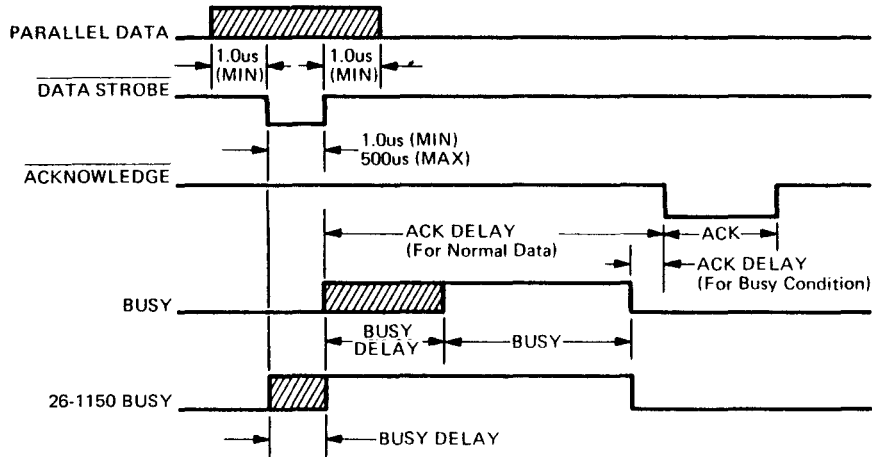 PARALLEL DATA
1.0us
(MIN)
1.0us
(MIN)
DATA STROBE
1.0us (MIN)
500us (MAX)
ACKNOWLEDGE
ACK DELAY
(For Normal Data)
ACK
ACK DELAY
(For Busy Condition)
BUSY
BUSY
DELAY
BUSY
26-1150 BUSY
BUSY DELAY